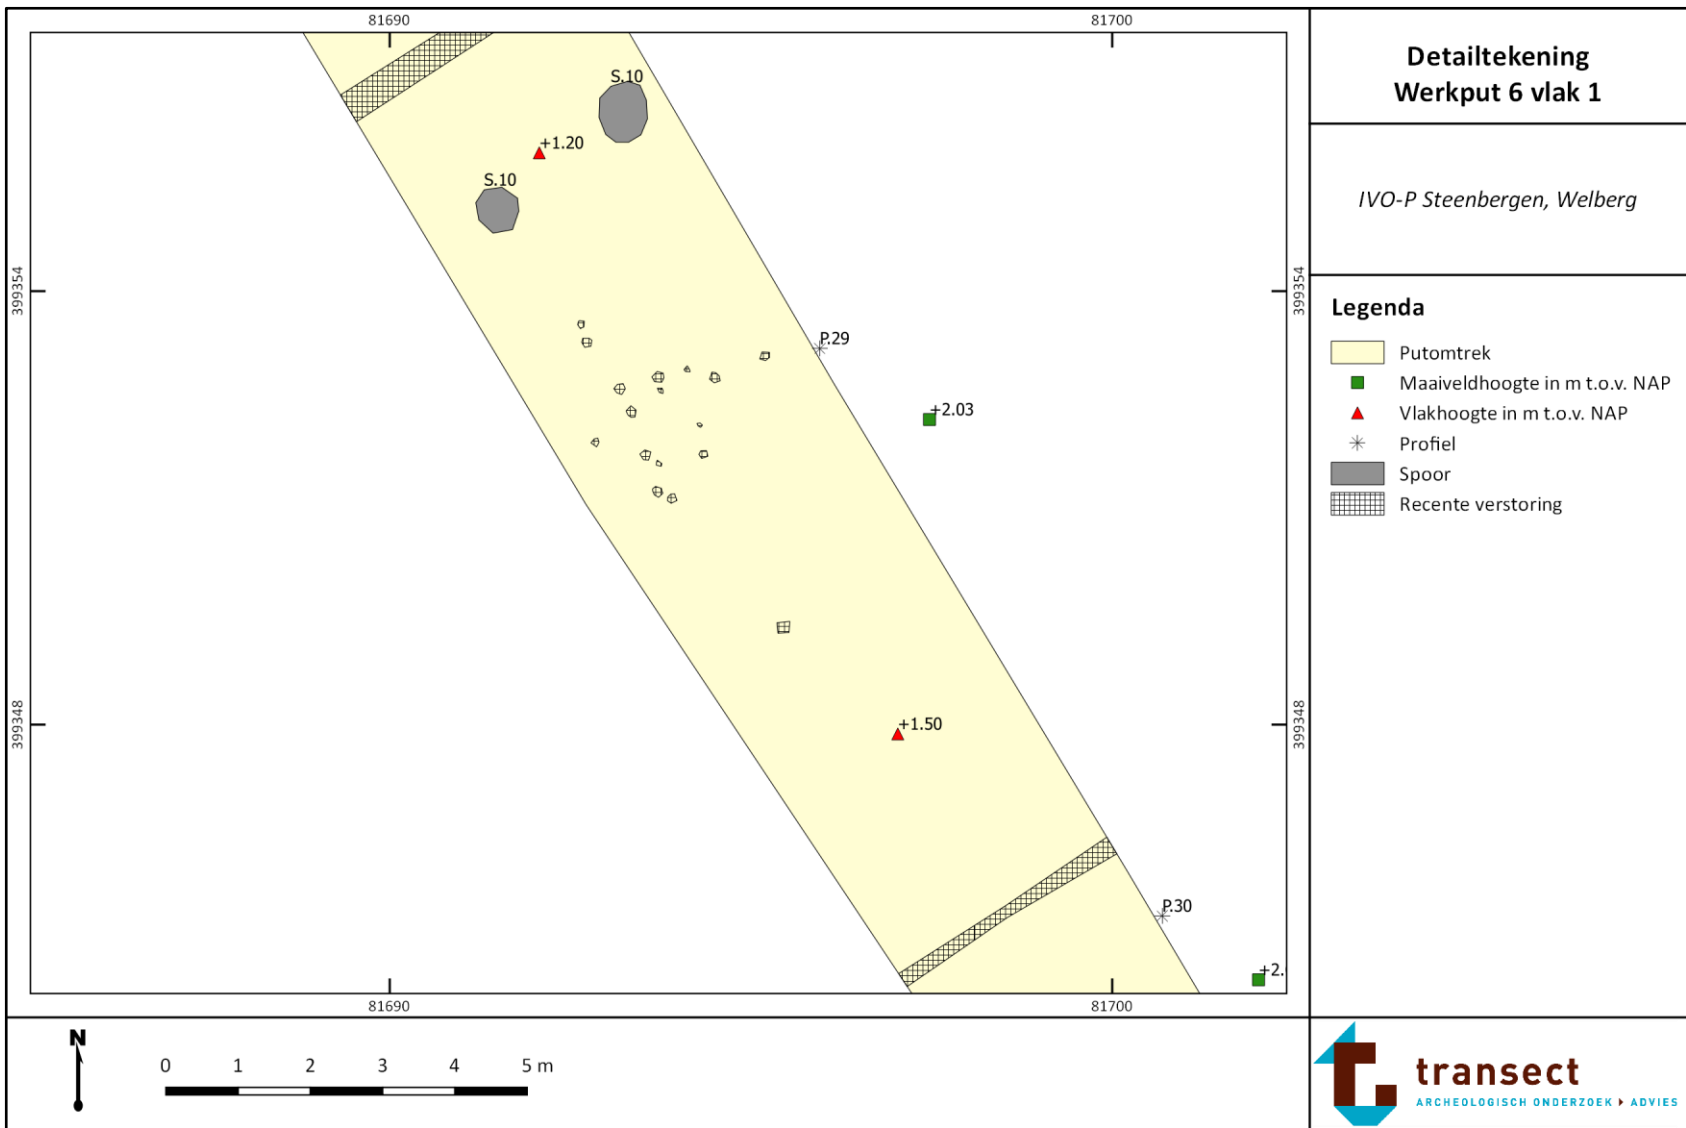 81690
81700
Detailtekening
Werkput 6 vlak 1
S.10
+1.20
S.10
IVO-P Steenbergen, Welberg
399354
399354
Legenda
P.29
Putomtrek
Maaiveldhoogte in m t.o.v. NAP
+2.03
Vlakhoogte in m t.o.v. NAP
Profiel
Spoor
Recente verstoring
399348
399348
+1.50
P.30
+2.
81690
81700
N
0 1 2 3 4 5 m
transect
ARCHEOLOGISCH ONDERZOEK ADVIES